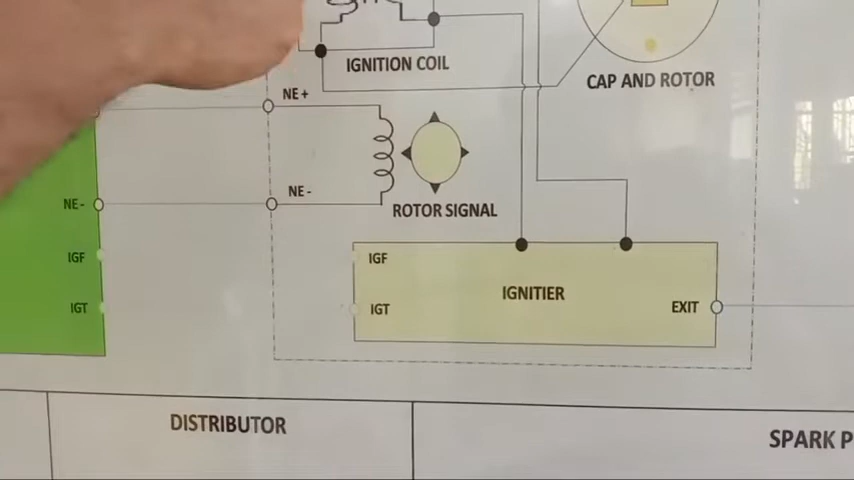 IGNITION COIL
CAP AND ROTOR
NE+
NE-
NE-
ROTOR SIGNAL
IGF
IGF
IGNITIER
IGT
IGT
EXIT
DISTRIBUTOR
SPARK P